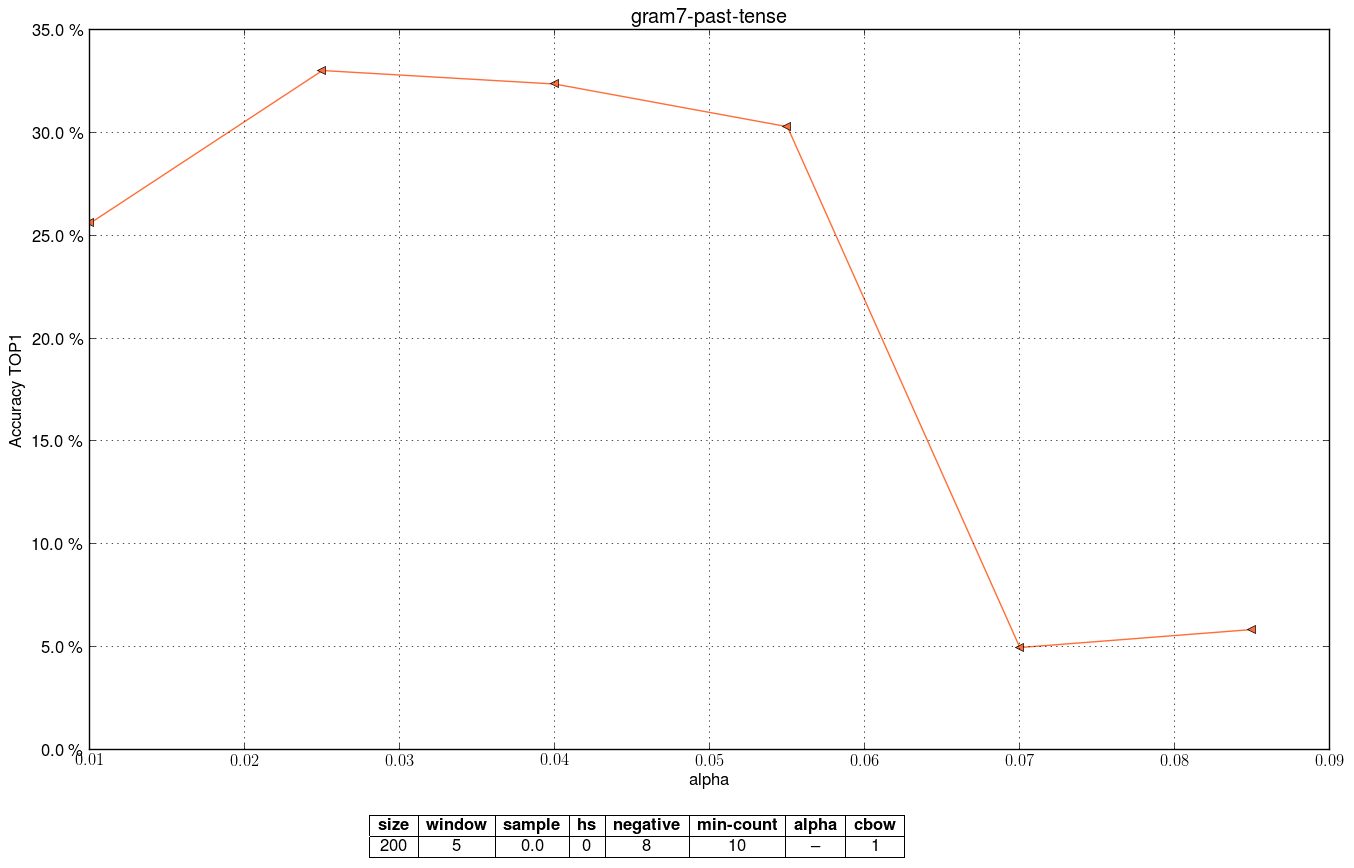 gram7-past-tense
35.0 %
30.0 %
25.0 %
20.0 %
15.0 %
10.0 %
5.0 %
0.0 %
Accuracy TOP1
0.01 0.02 0.03 0.04 0.05 0.06 0.07 0.08 0.09
alpha
size window sample hs negative min-count alpha cbow
200 5 0.0 0 8 10 – 1